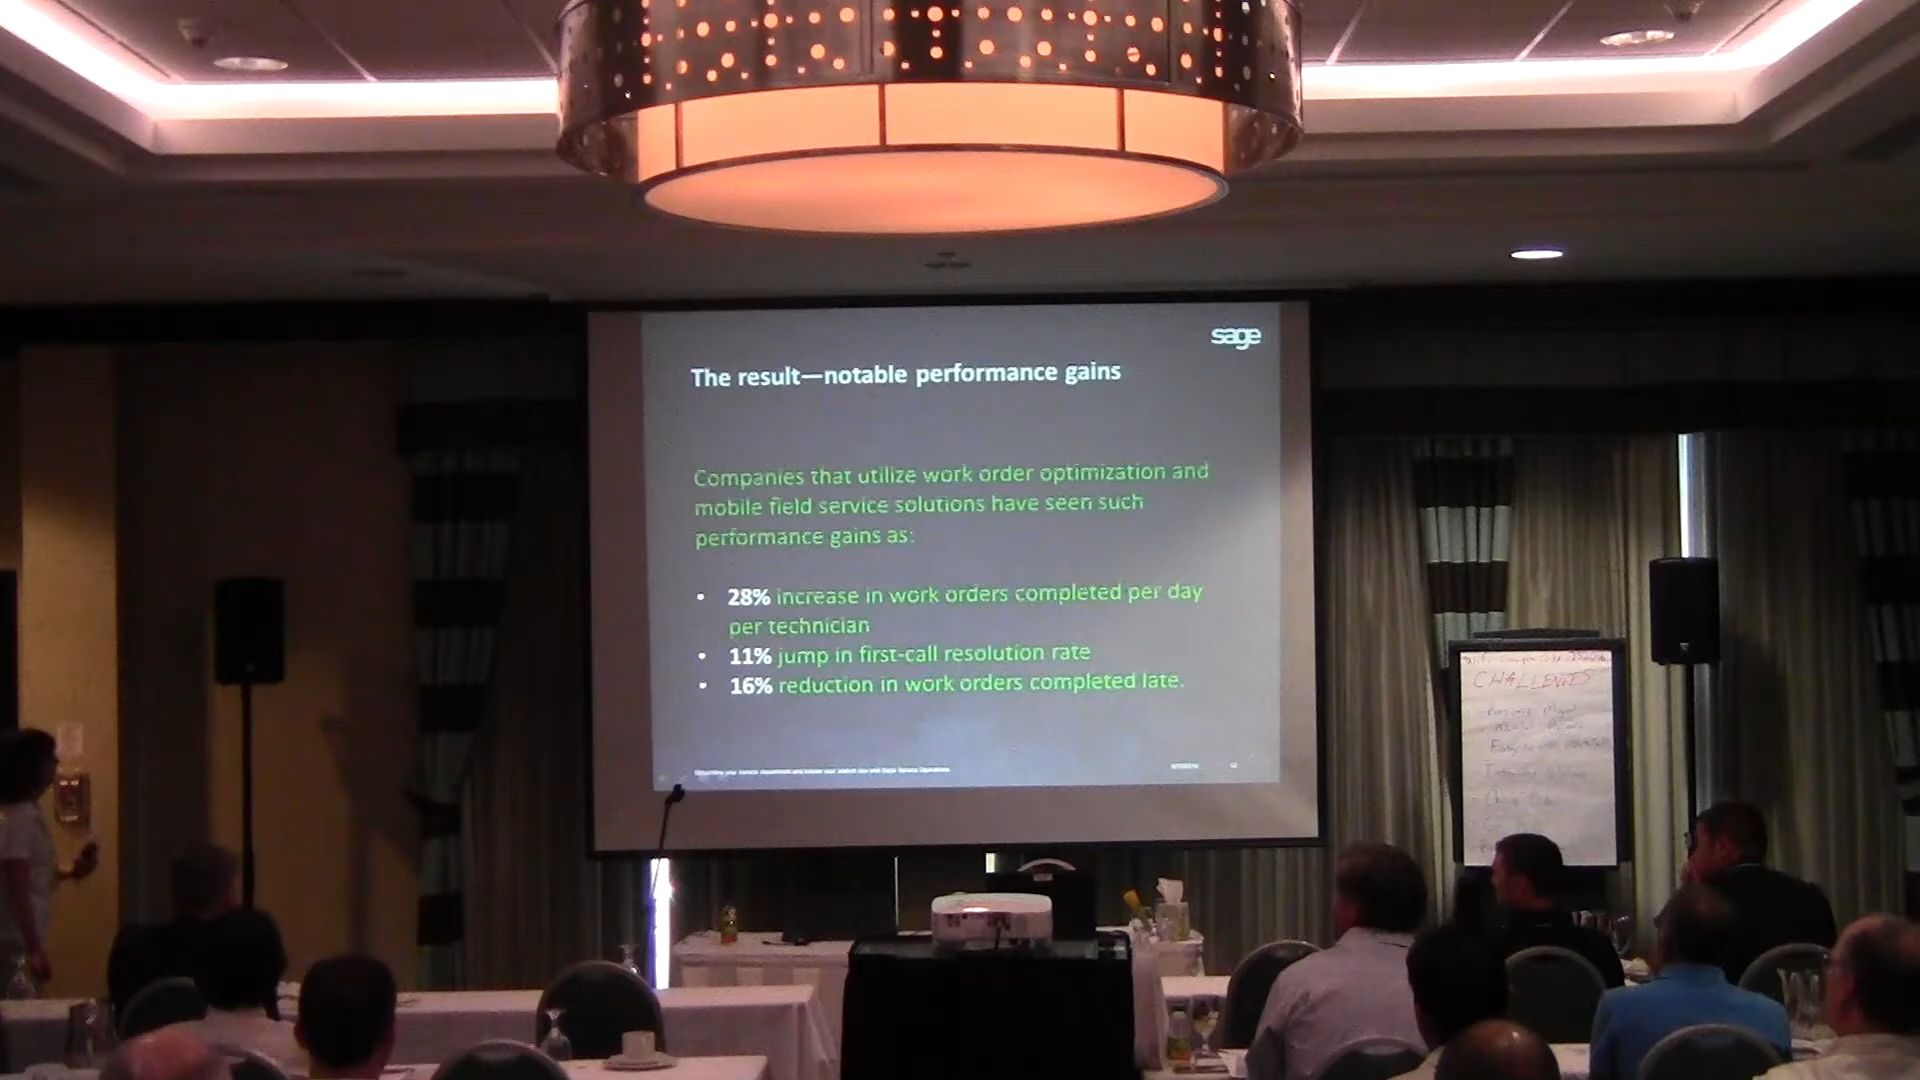 sage
The result—notable performance gains
Companies that utilize work order optimization and
mobile field service solutions have seen such
performance gains as:
• 28% increase in work orders completed per day
per technician
• 11% jump in first-call resolution rate
• 16% reduction in work orders completed late.
CHALLENGES